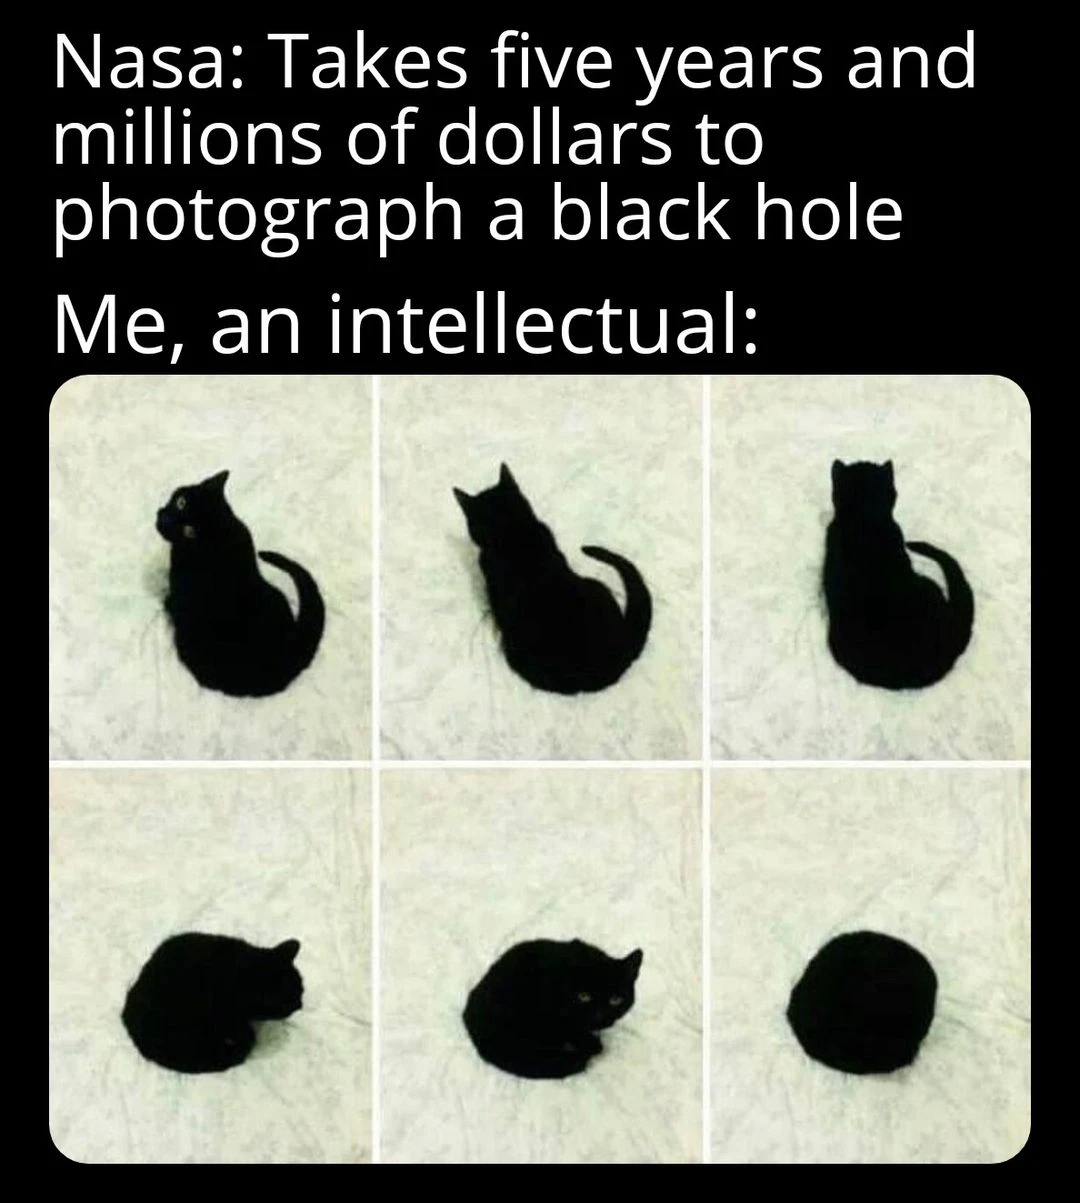 Nasa: Takes five years and
millions of dollars to
photograph a black hole
Me, an intellectual: